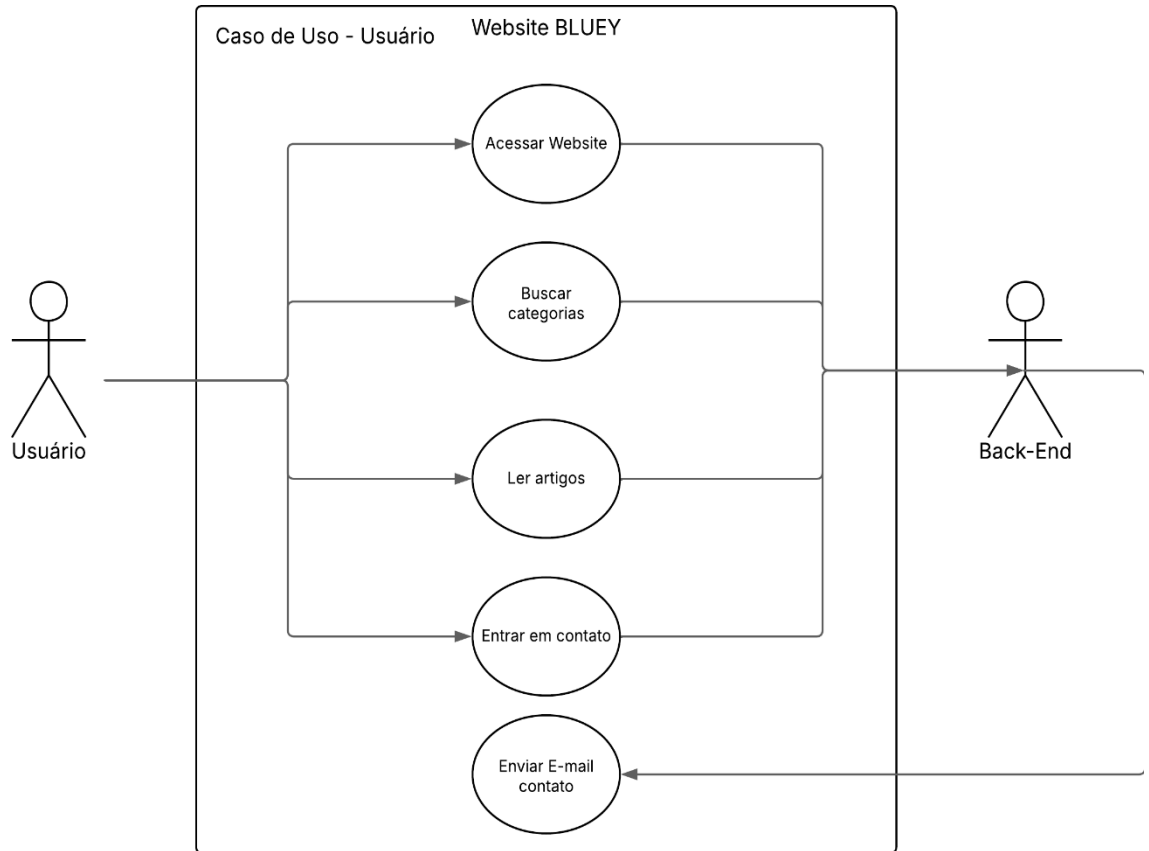 Caso de Uso - Usuário
Website BLUEY
Acessar Website
Buscar
categorias
Usuário
Back-End
Ler artigos
Entrar em contato
Enviar E-mail
contato